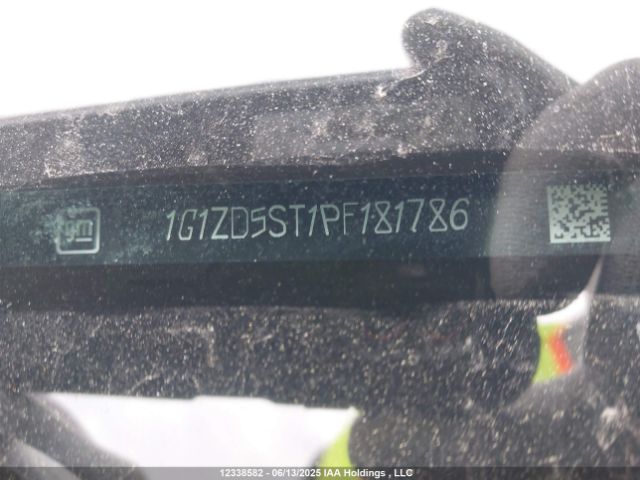 gm 1G1ZD5ST1PF181786
12338582 - 06/13/2025 IAA Holdings , LLC